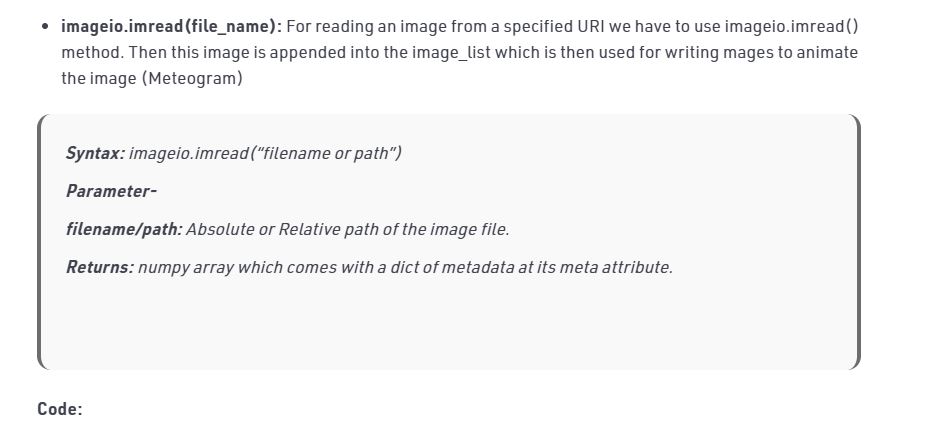 • imageio.imread(file_name): For reading an image from a specified URI we have to use imageio.imread()
method. Then this image is appended into the image_list which is then used for writing mages to animate
the image (Meteogram)
Syntax: imageio.imread(“filename or path”)
Parameter-
filename/path: Absolute or Relative path of the image file.
Returns: numpy array which comes with a dict of metadata at its meta attribute.
Code: